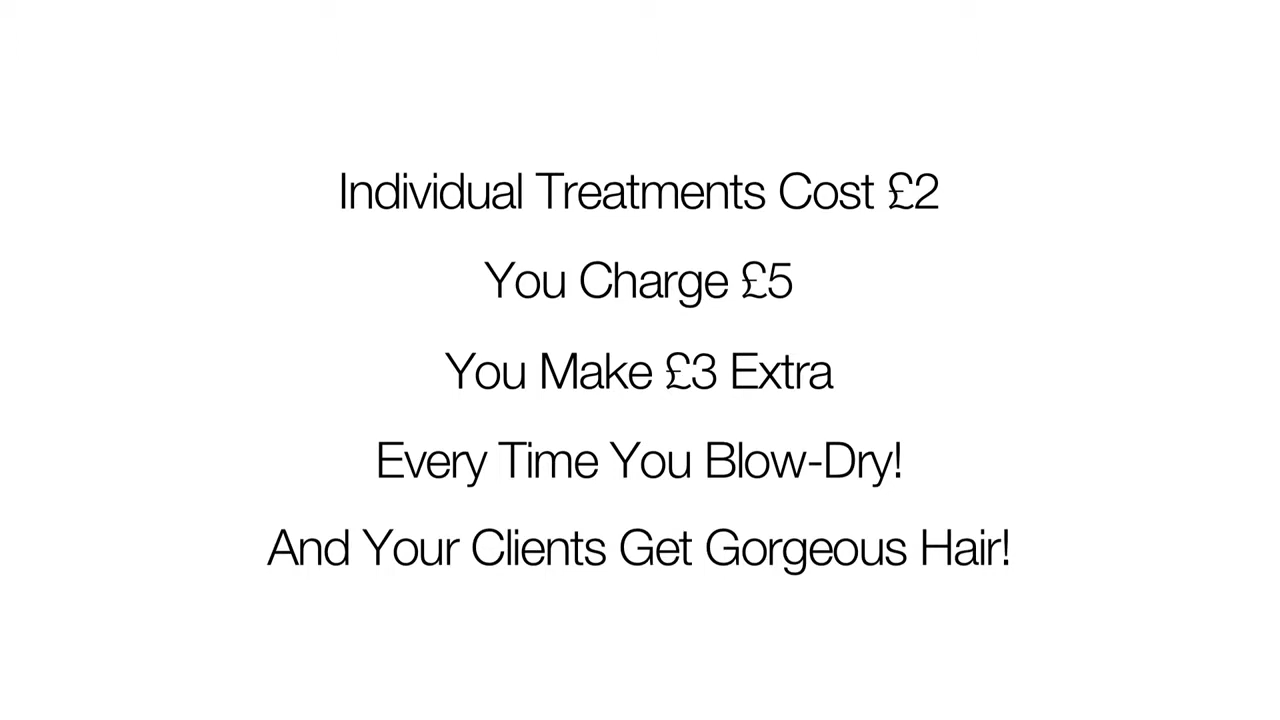 Individual Treatments Cost £2
You Charge £5
You Make £3 Extra
Every Time You Blow-Dry!
And Your Clients Get Gorgeous Hair!